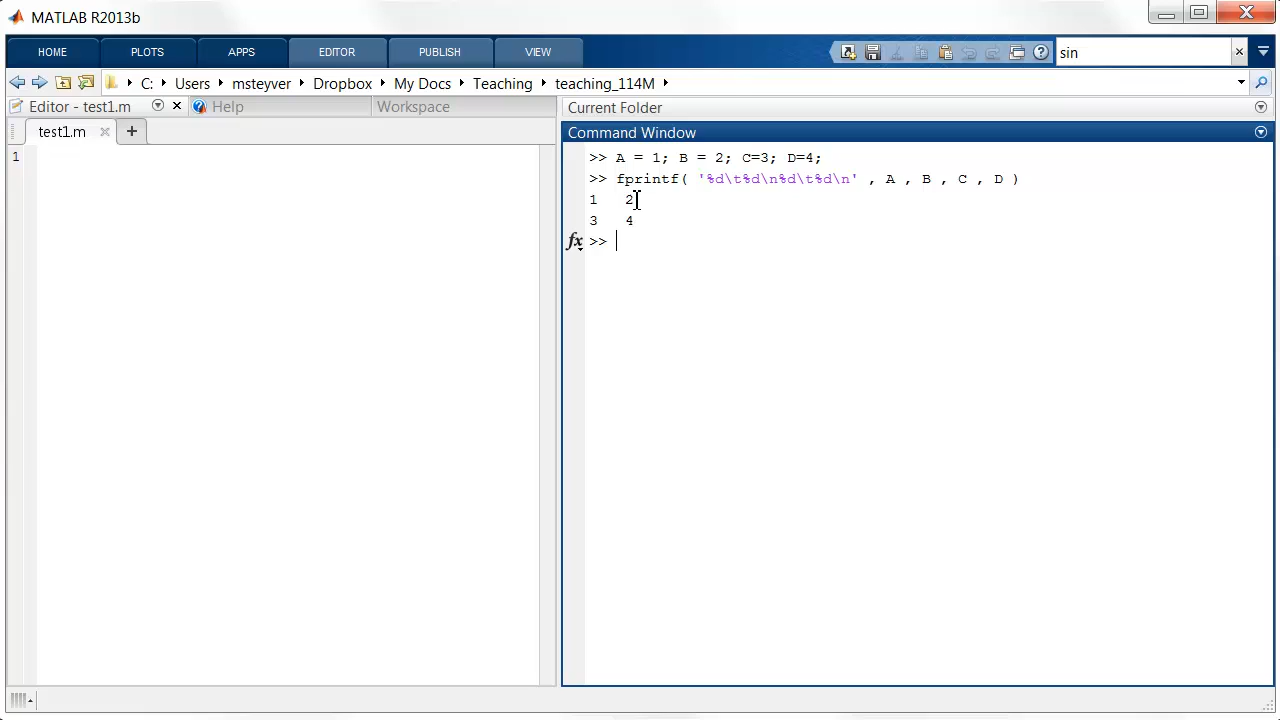 MATLAB R2013b
HOME PLOTS APPS EDITOR PUBLISH VIEW sin
C: Users msteyver Dropbox My Docs Teaching teaching_114M
Editor - test1.m Help Workspace Current Folder
test1.m Command Window
1
>> A = 1; B = 2; C=3; D=4;
>> fprintf( '%d\t%d\n%d\t%d\n' , A , B , C , D )
1 2
3 4
fx >>